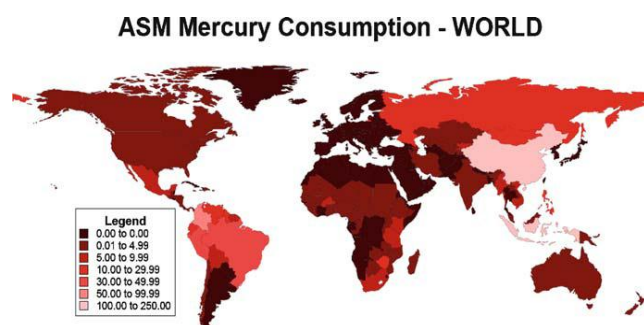 ASM Mercury Consumption - WORLD
Legend
0.00 to 0.00
0.01 to 4.99
5.00 to 9.99
10.00 to 29.99
30.00 to 49.99
50.00 to 99.99
100.00 to 250.00